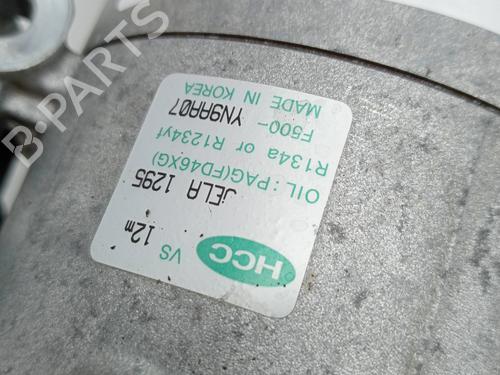 HCC
VS 12m
JELA 1295
OIL : PAG(FD46XG)
R134a or R1234yf
F500- YN9AA07
MADE IN KOREA
B-PARTS